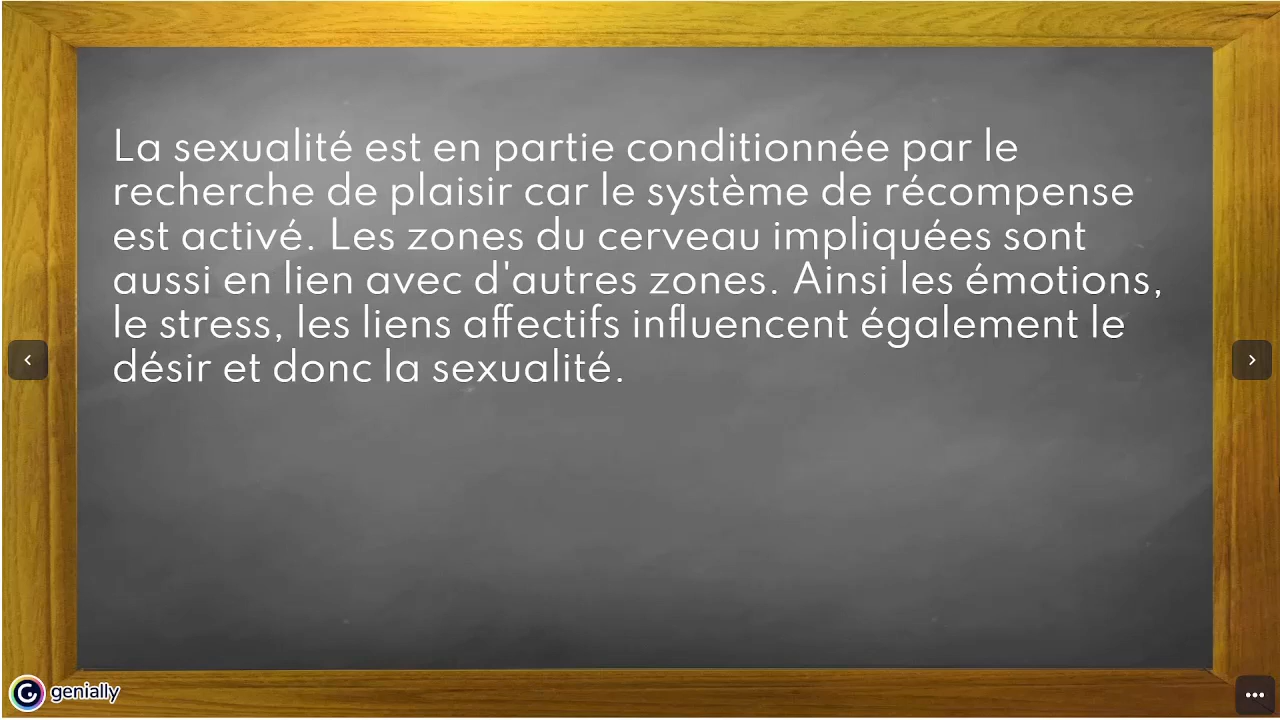 La sexualité est en partie conditionnée par le
recherche de plaisir car le système de récompense
est activé. Les zones du cerveau impliquées sont
aussi en lien avec d'autres zones. Ainsi les émotions,
le stress, les liens affectifs influencent également le
désir et donc la sexualité.
genially